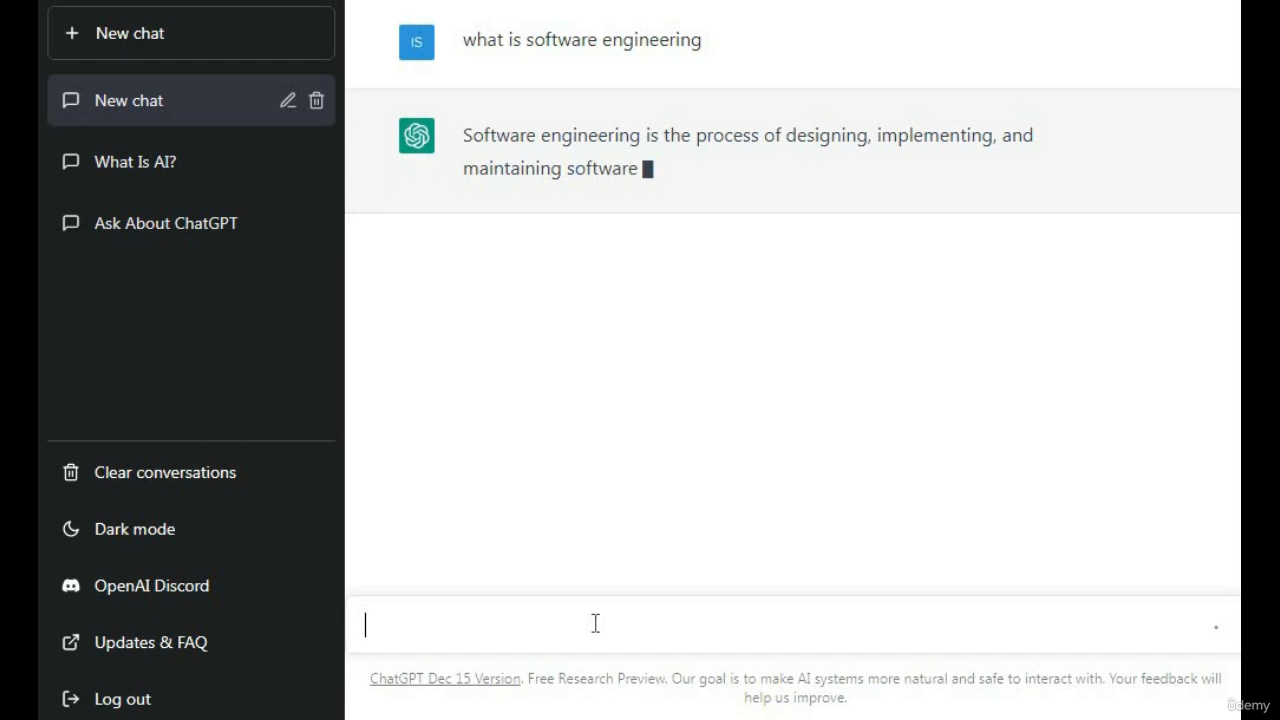 New chat
New chat
What Is AI?
Ask About ChatGPT
Clear conversations
Dark mode
OpenAI Discord
Updates & FAQ
Log out
IS
what is software engineering
Software engineering is the process of designing, implementing, and
maintaining software
ChatGPT Dec 15 Version. Free Research Preview. Our goal is to make AI systems more natural and safe to interact with. Your feedback will
help us improve.
ûdemy